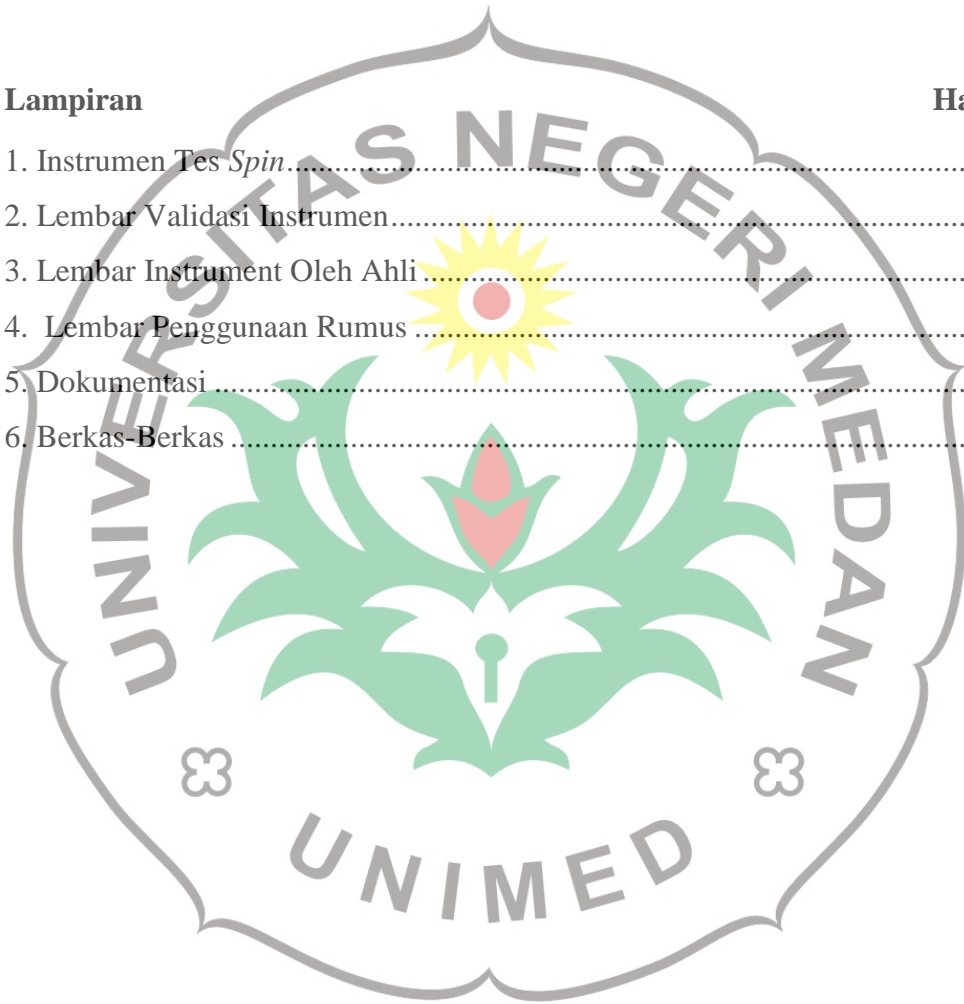 Lampiran Ha
1. Instrumen Tes Spin........................................................................................
2. Lembar Validasi Instrumen............................................................................
3. Lembar Instrument Oleh Ahli........................................................................
4. Lembar Penggunaan Rumus.........................................................................
5. Dokumentasi..................................................................................................
6. Berkas-Berkas................................................................................................
UNIVERSITAS NEGERI MEDAN
UNIMED